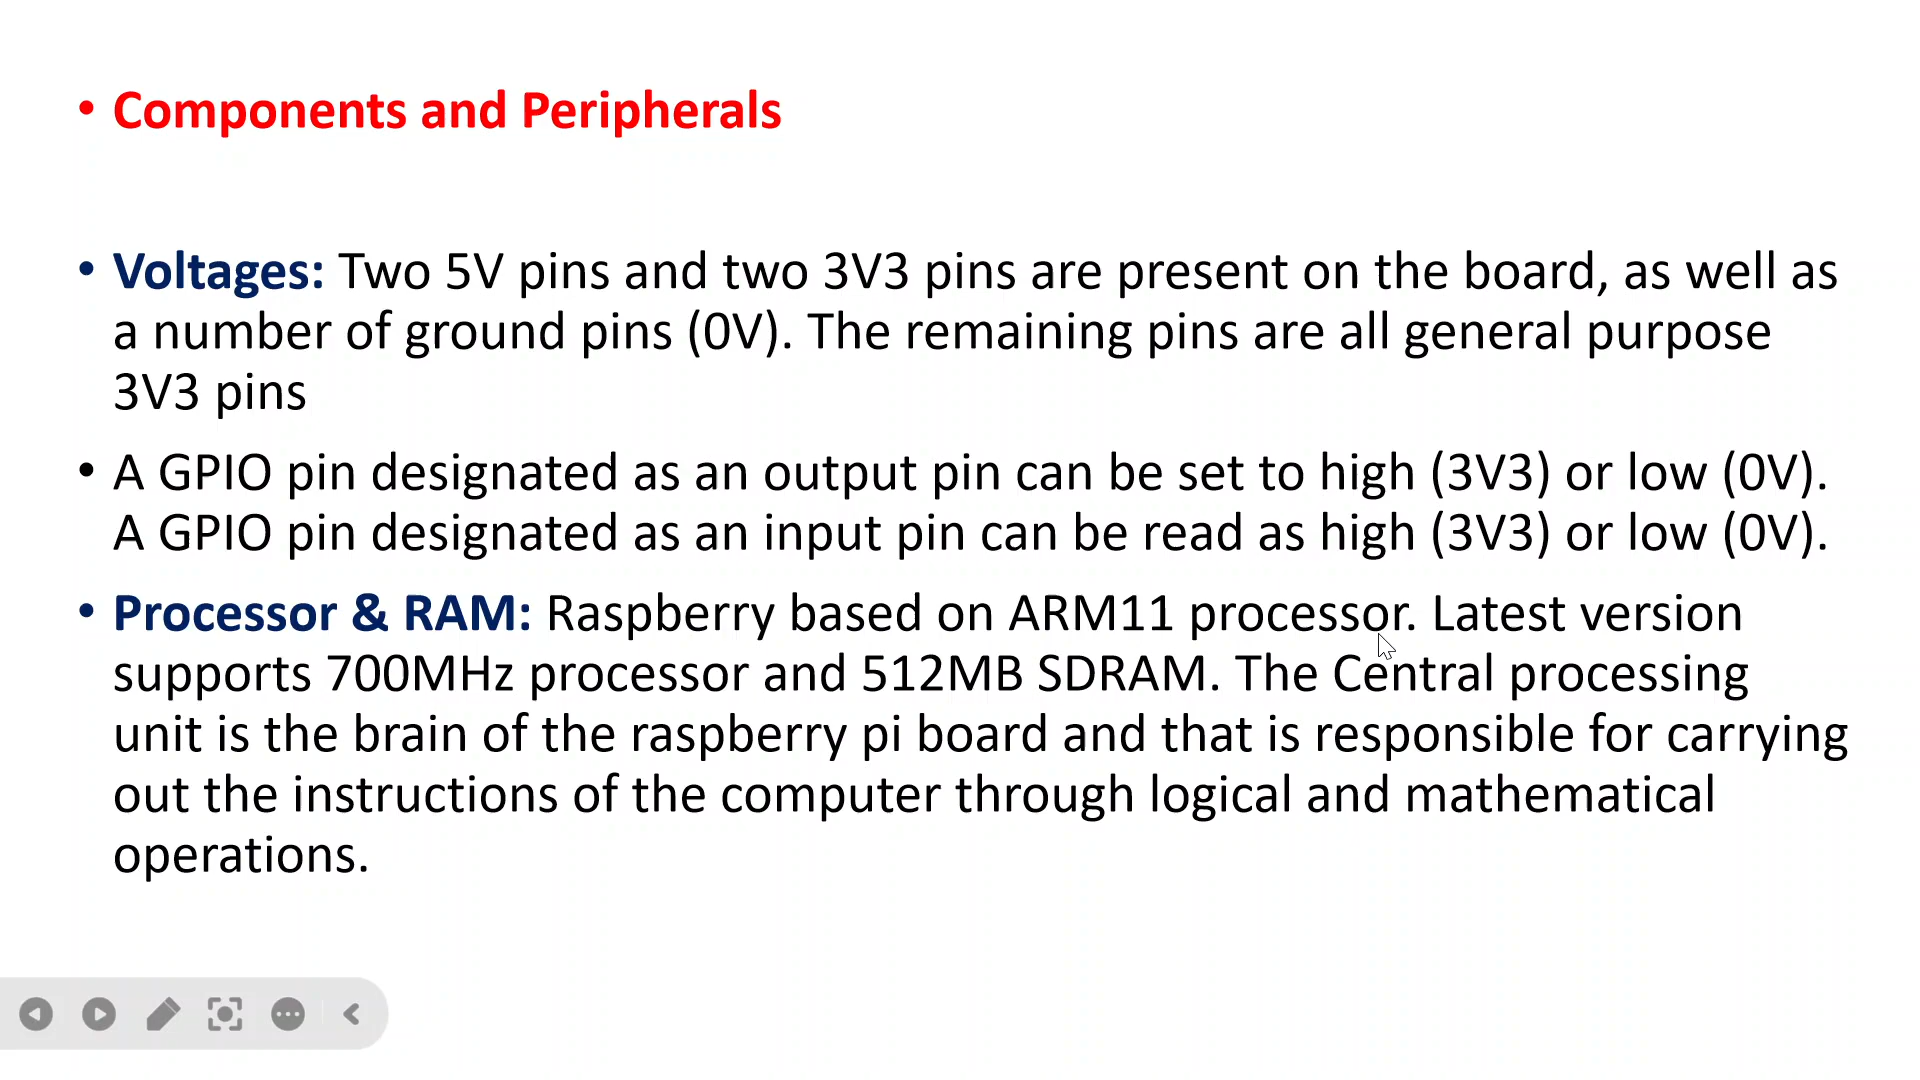 • Components and Peripherals
• Voltages: Two 5V pins and two 3V3 pins are present on the board, as well as
a number of ground pins (0V). The remaining pins are all general purpose
3V3 pins
• A GPIO pin designated as an output pin can be set to high (3V3) or low (0V).
A GPIO pin designated as an input pin can be read as high (3V3) or low (0V).
• Processor & RAM: Raspberry based on ARM11 processor. Latest version
supports 700MHz processor and 512MB SDRAM. The Central processing
unit is the brain of the raspberry pi board and that is responsible for carrying
out the instructions of the computer through logical and mathematical
operations.